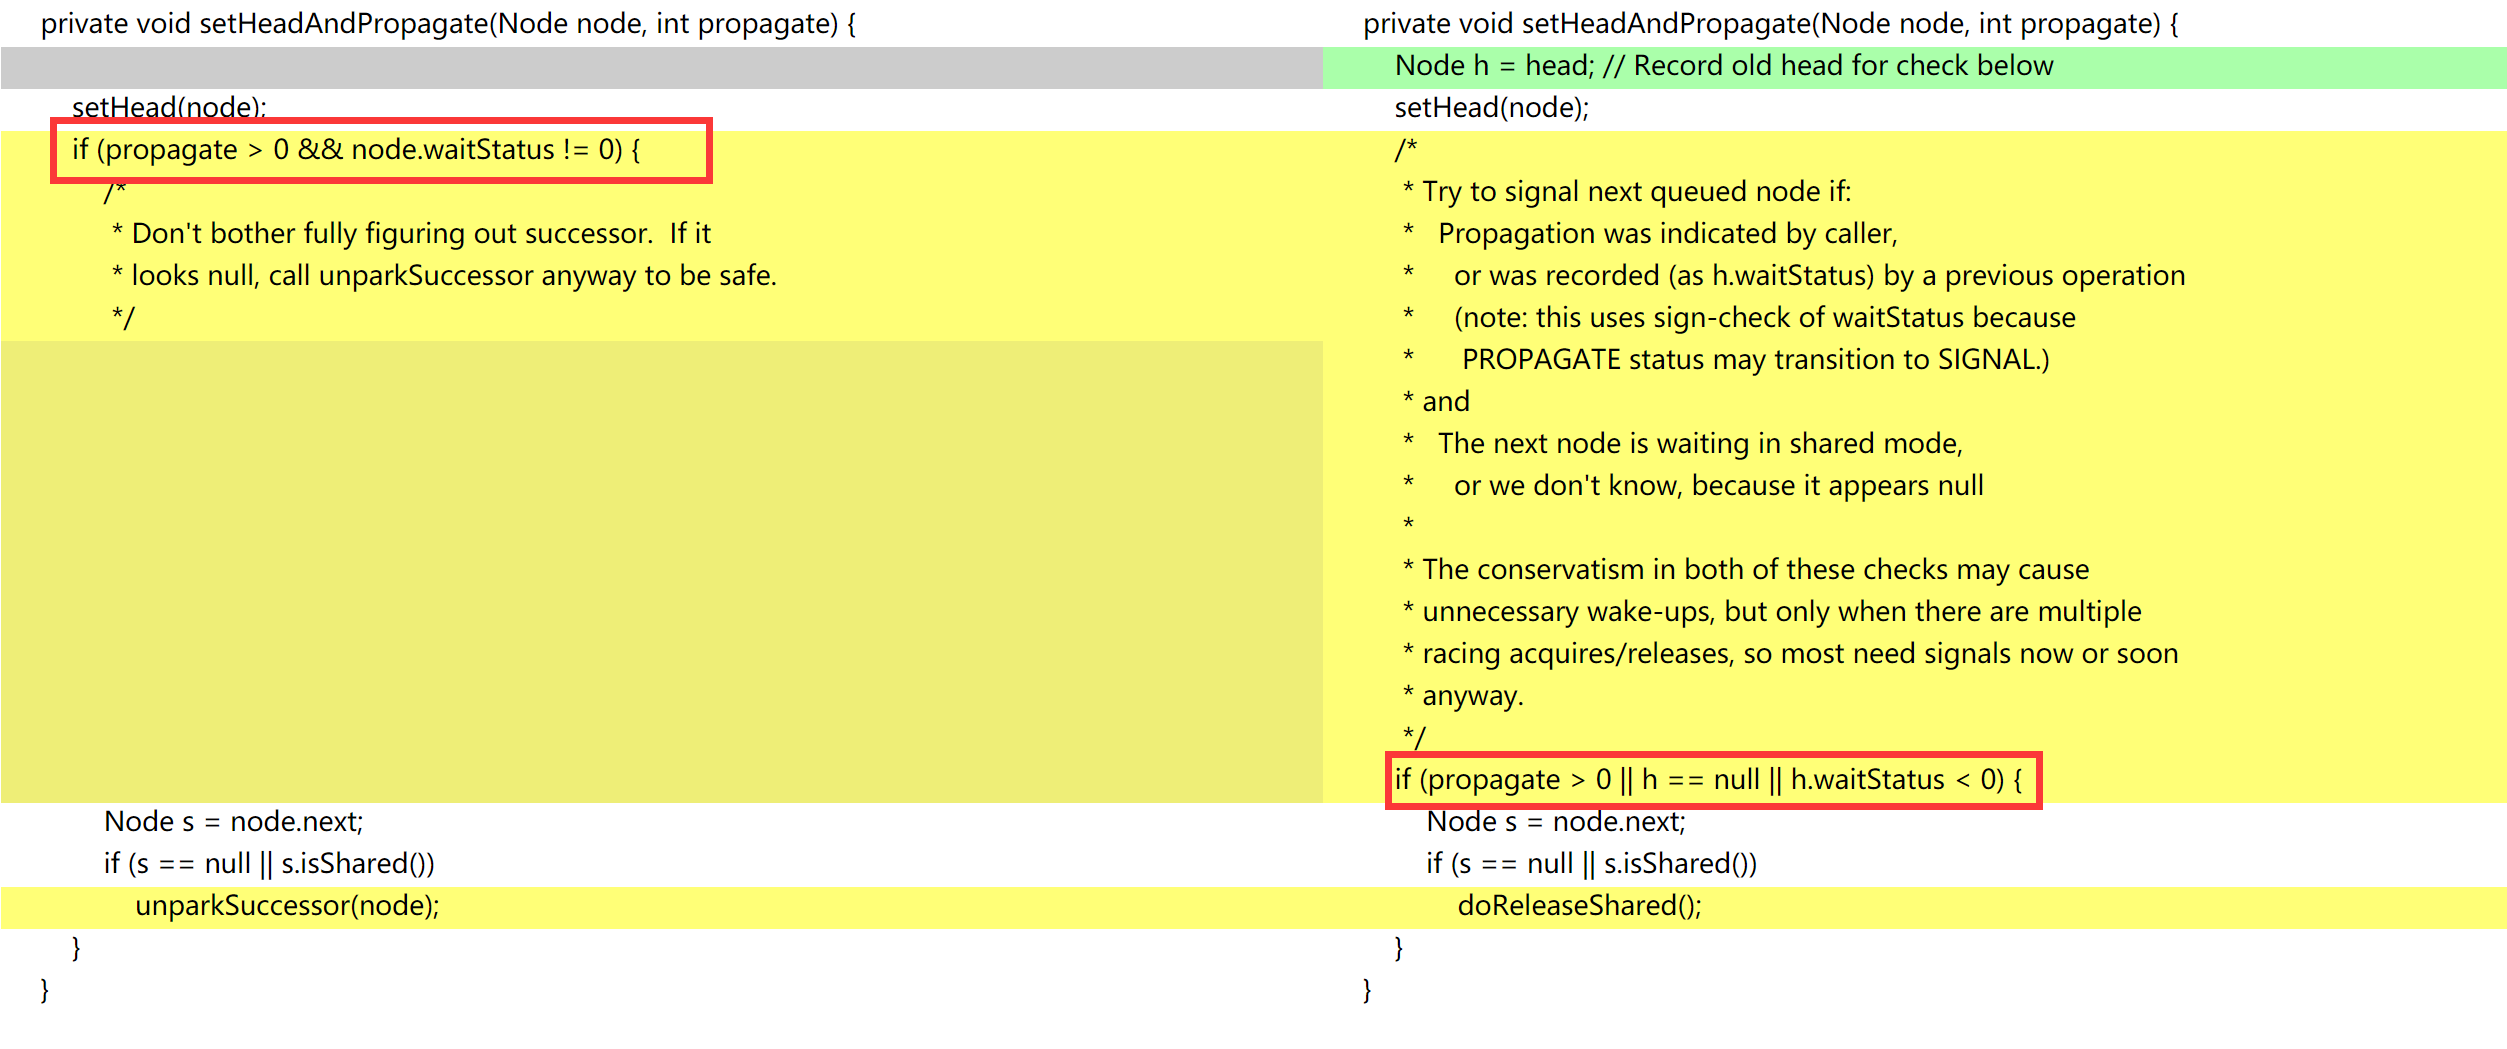 private void setHeadAndPropagate(Node node, int propagate) {
setHead(node);
if (propagate > 0 && node.waitStatus != 0) {
/*
* Don't bother fully figuring out successor.  If it
* looks null, call unparkSuccessor anyway to be safe.
*/
Node s = node.next;
if (s == null || s.isShared())
unparkSuccessor(node);
}
}
private void setHeadAndPropagate(Node node, int propagate) {
Node h = head; // Record old head for check below
setHead(node);
/*
* Try to signal next queued node if:
*   Propagation was indicated by caller,
*     or was recorded (as h.waitStatus) by a previous operation
*     (note: this uses sign-check of waitStatus because
*      PROPAGATE status may transition to SIGNAL.)
* and
*   The next node is waiting in shared mode,
*     or we don't know, because it appears null
*
* The conservatism in both of these checks may cause
* unnecessary wake-ups, but only when there are multiple
* racing acquires/releases, so most need signals now or soon
* anyway.
*/
if (propagate > 0 || h == null || h.waitStatus < 0) {
Node s = node.next;
if (s == null || s.isShared())
doReleaseShared();
}
}